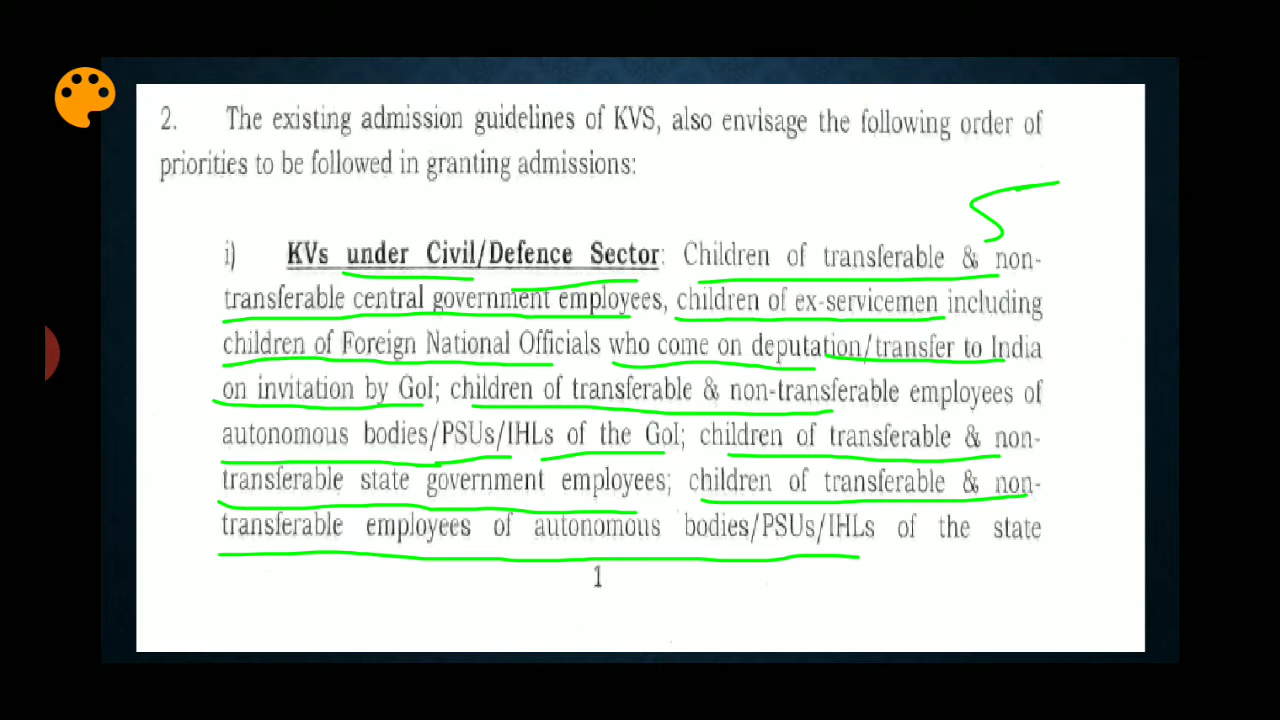 2. The existing admission guidelines of KVS, also envisage the following order of
priorities to be followed in granting admissions:
i) KVs under Civil/Defence Sector: Children of transferable & non-
transferable central government employees, children of ex-servicemen including
children of Foreign National Officials who come on deputation/transfer to India
on invitation by GoI; children of transferable & non-transferable employees of
autonomous bodies/PSUs/IHLs of the GoI; children of transferable & non-
transferable state government employees; children of transferable & non-
transferable employees of autonomous bodies/PSUs/IHLs of the state
1